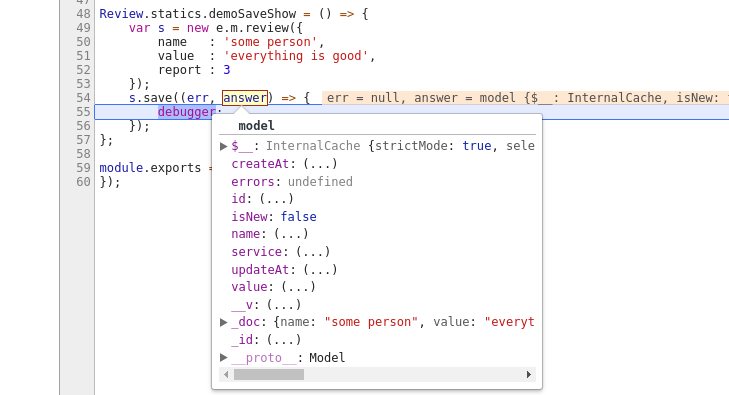 47
48 Review.statics.demoSaveShow = () => {
49 var s = new e.m.review({
50 name : 'some person',
51 value : 'everything is good',
52 report : 3
53 });
54 s.save((err, answer) => { err = null, answer = model {$__: InternalCache, isNew:
55 debugger;
56 });
57 };
58
59 module.exports =
60 });
model
▶ $__: InternalCache {strictMode: true, sele
createAt: (...)
errors: undefined
id: (...)
isNew: false
name: (...)
service: (...)
updateAt: (...)
value: (...)
__v: (...)
▶ _doc: {name: "some person", value: "everyt
_id: (...)
▶ __proto__: Model